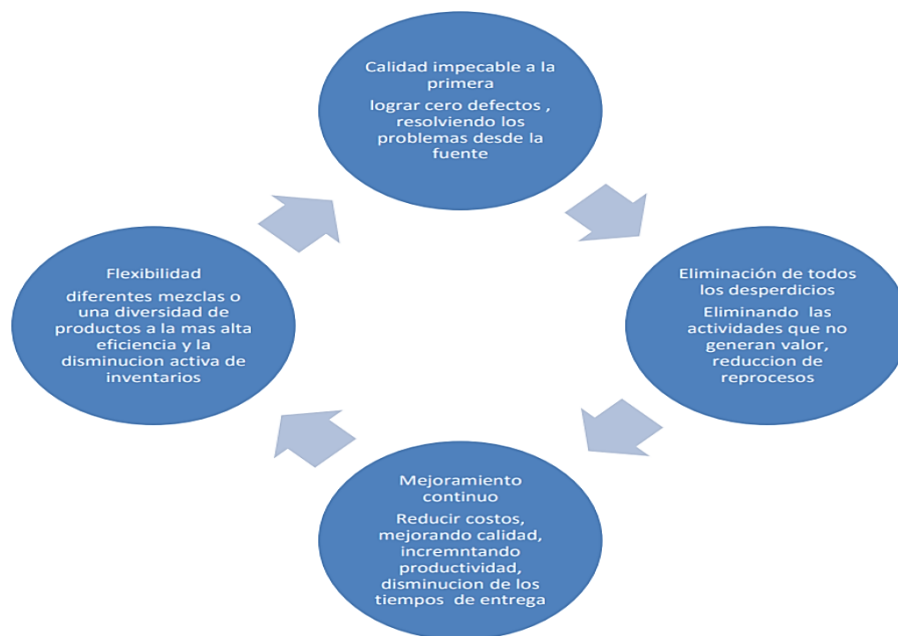 Calidad impecable a la
primera
lograr cero defectos ,
resolviendo los
problemas desde la
fuente
Eliminación de todos
los desperdicios
Eliminando las
actividades que no
generan valor,
reduccion de
reprocesos
Mejoramiento
continuo
Reducir costos,
mejorando calidad,
incremntando
productividad,
disminucion de los
tiempos de entrega
Flexibilidad
diferentes mezclas o
una diversidad de
productos a la mas alta
eficiencia y la
disminucion activa de
inventarios